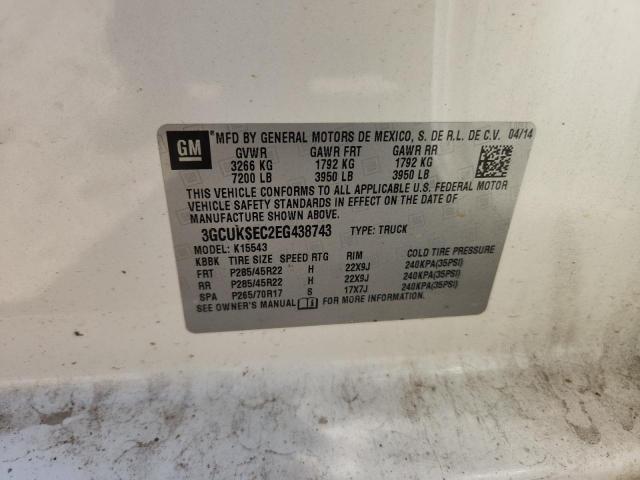 GM
MFD BY GENERAL MOTORS DE MEXICO, S. DE R.L. DE C.V. 04/14
GVWR GAWR FRT GAWR RR
3266 KG 1792 KG 1792 KG
7200 LB 3950 LB 3950 LB
THIS VEHICLE CONFORMS TO ALL APPLICABLE U.S. FEDERAL MOTOR
VEHICLE SAFETY STANDARDS IN EFFECT ON THE DATE OF
MANUFACTURE SHOWN ABOVE.
3GCUKSEC2EG438743 TYPE: TRUCK
MODEL: K15543
KBBK TIRE SIZE SPEED RTG RIM COLD TIRE PRESSURE
FRT P285/45R22 H 22X9J 240KPA(35PSI)
RR P285/45R22 H 22X9J 240KPA(35PSI)
SPA P265/70R17 S 17X7J 240KPA(35PSI)
SEE OWNER'S MANUAL FOR MORE INFORMATION.